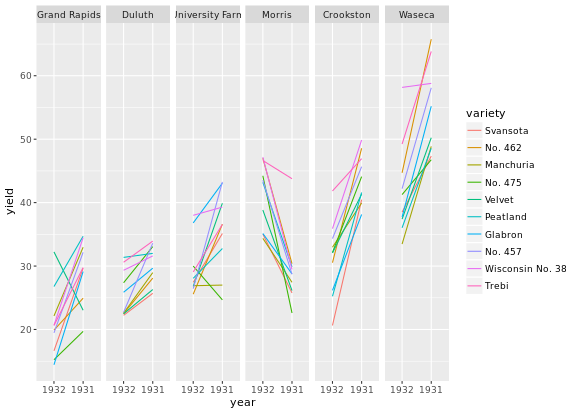 Grand Rapids Duluth University Farm Morris Crookston Waseca
60
50
40
30
20
yield
1932 1931 1932 1931 1932 1931 1932 1931 1932 1931 1932 1931
year
variety
Svansota
No. 462
Manchuria
No. 475
Velvet
Peatland
Glabron
No. 457
Wisconsin No. 38
Trebi